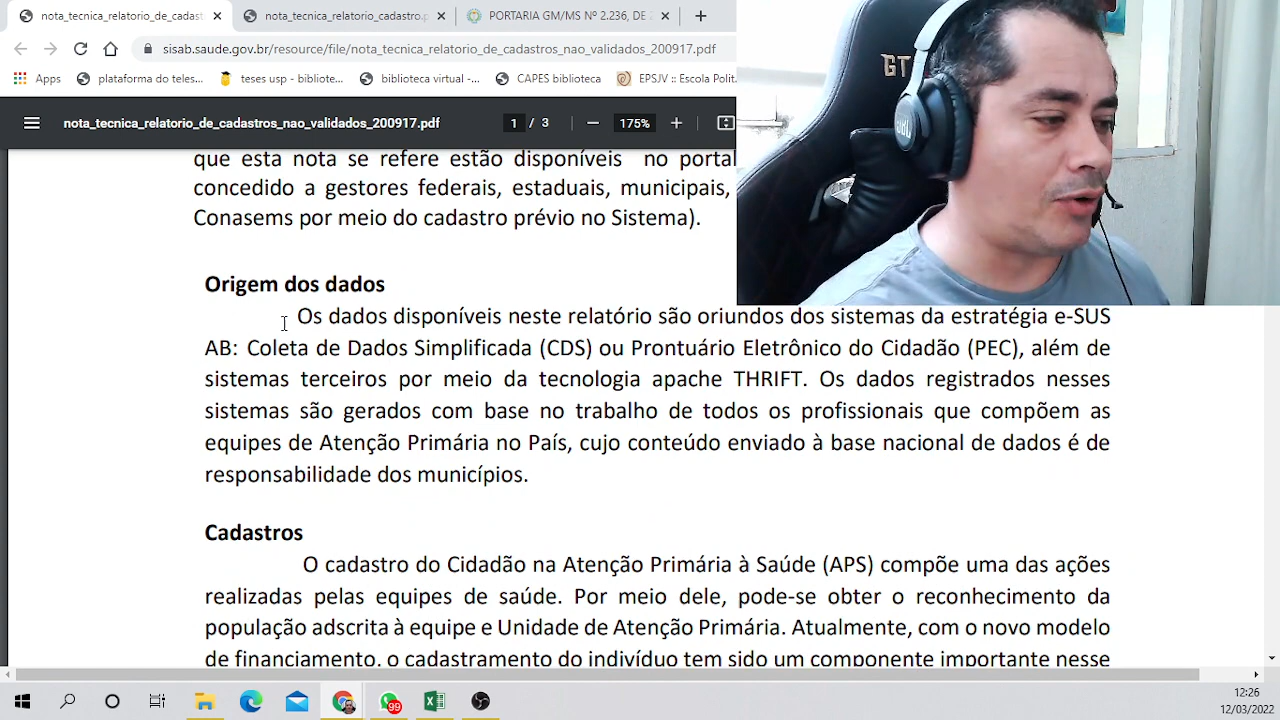 nota_tecnica_relatorio_de_cadast
nota_tecnica_relatorio_cadastro.p
PORTARIA GM/MS Nº 2.236, DE 2
sisab.saude.gov.br/resource/file/nota_tecnica_relatorio_de_cadastros_nao_validados_200917.pdf
Apps
plataforma do teles...
teses usp - bibliote...
biblioteca virtual -...
CAPES biblioteca
EPSJV :: Escola Polit.
GT
JBL
nota_tecnica_relatorio_de_cadastros_nao_validados_200917.pdf
1 / 3
175%
que esta nota se refere estão disponíveis no portal
concedido a gestores federais, estaduais, municipais,
Conasems por meio do cadastro prévio no Sistema).
Origem dos dados
Os dados disponíveis neste relatório são oriundos dos sistemas da estratégia e-SUS
AB: Coleta de Dados Simplificada (CDS) ou Prontuário Eletrônico do Cidadão (PEC), além de
sistemas terceiros por meio da tecnologia apache THRIFT. Os dados registrados nesses
sistemas são gerados com base no trabalho de todos os profissionais que compõem as
equipes de Atenção Primária no País, cujo conteúdo enviado à base nacional de dados é de
responsabilidade dos municípios.
Cadastros
O cadastro do Cidadão na Atenção Primária à Saúde (APS) compõe uma das ações
realizadas pelas equipes de saúde. Por meio dele, pode-se obter o reconhecimento da
população adscrita à equipe e Unidade de Atenção Primária. Atualmente, com o novo modelo
de financiamento, o cadastramento do indivíduo tem sido um componente importante nesse
99
12:26
12/03/2022